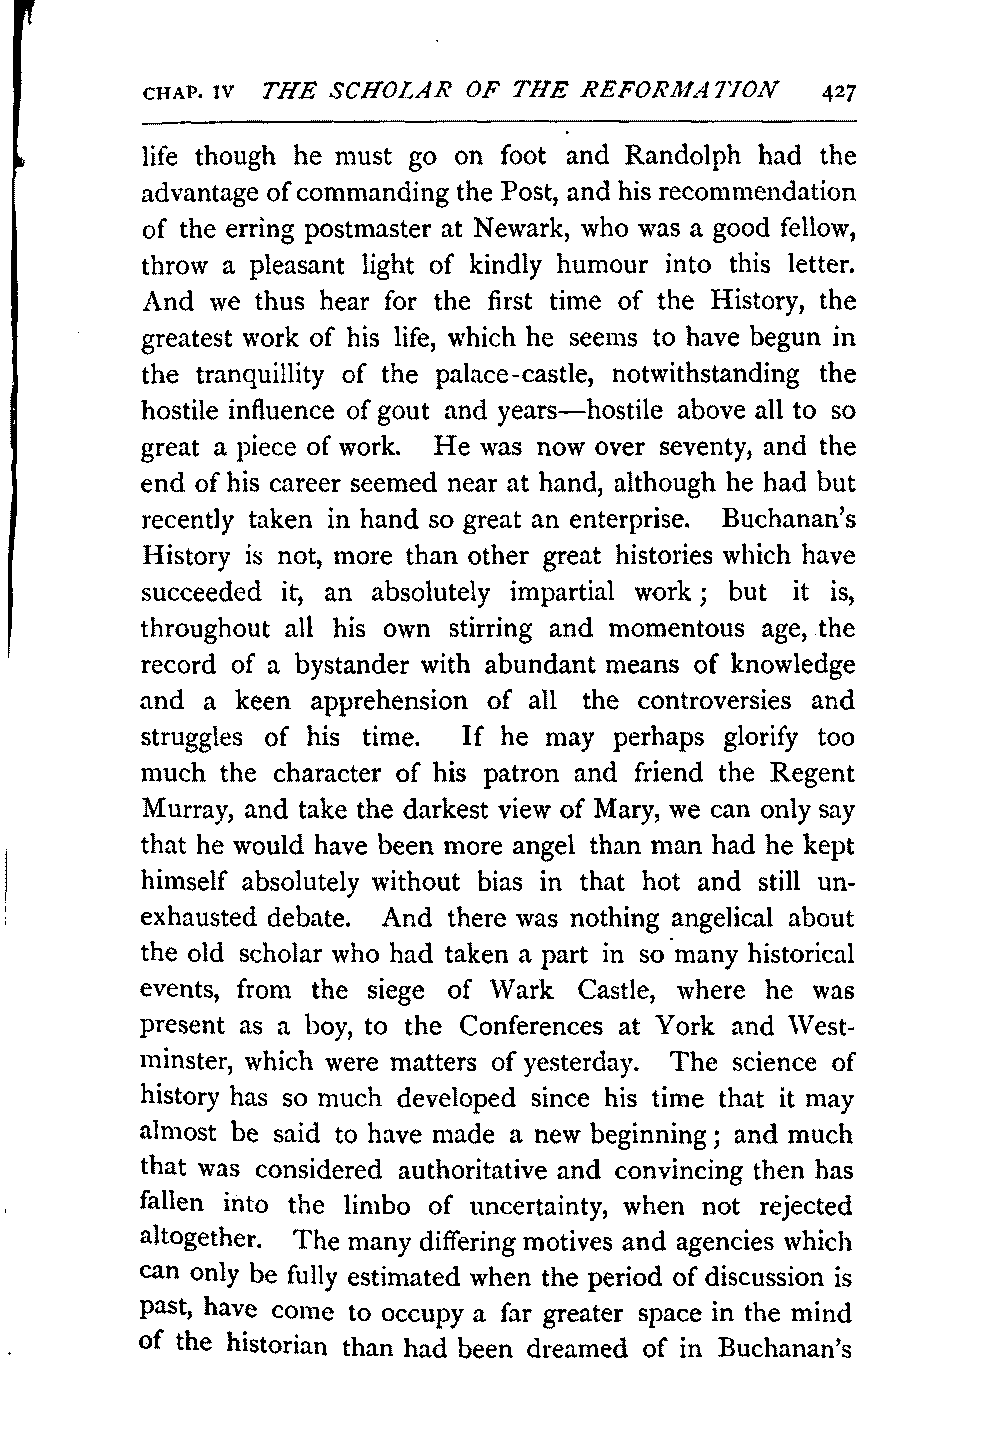 CHAP. IV THE SCHOLAR OF THE REFORMATION 427
life though he must go on foot and Randolph had the
advantage of commanding the Post, and his recommendation
of the erring postmaster at Newark, who was a good fellow,
throw a pleasant light of kindly humour into this letter.
And we thus hear for the first time of the History, the
greatest work of his life, which he seems to have begun in
the tranquillity of the palace-castle, notwithstanding the
hostile influence of gout and years—hostile above all to so
great a piece of work. He was now over seventy, and the
end of his career seemed near at hand, although he had but
recently taken in hand so great an enterprise. Buchanan's
History is not, more than other great histories which have
succeeded it, an absolutely impartial work; but it is,
throughout all his own stirring and momentous age, the
record of a bystander with abundant means of knowledge
and a keen apprehension of all the controversies and
struggles of his time. If he may perhaps glorify too
much the character of his patron and friend the Regent
Murray, and take the darkest view of Mary, we can only say
that he would have been more angel than man had he kept
himself absolutely without bias in that hot and still un-
exhausted debate. And there was nothing angelical about
the old scholar who had taken a part in so many historical
events, from the siege of Wark Castle, where he was
present as a boy, to the Conferences at York and West-
minster, which were matters of yesterday. The science of
history has so much developed since his time that it may
almost be said to have made a new beginning; and much
that was considered authoritative and convincing then has
fallen into the limbo of uncertainty, when not rejected
altogether. The many differing motives and agencies which
can only be fully estimated when the period of discussion is
past, have come to occupy a far greater space in the mind
of the historian than had been dreamed of in Buchanan's